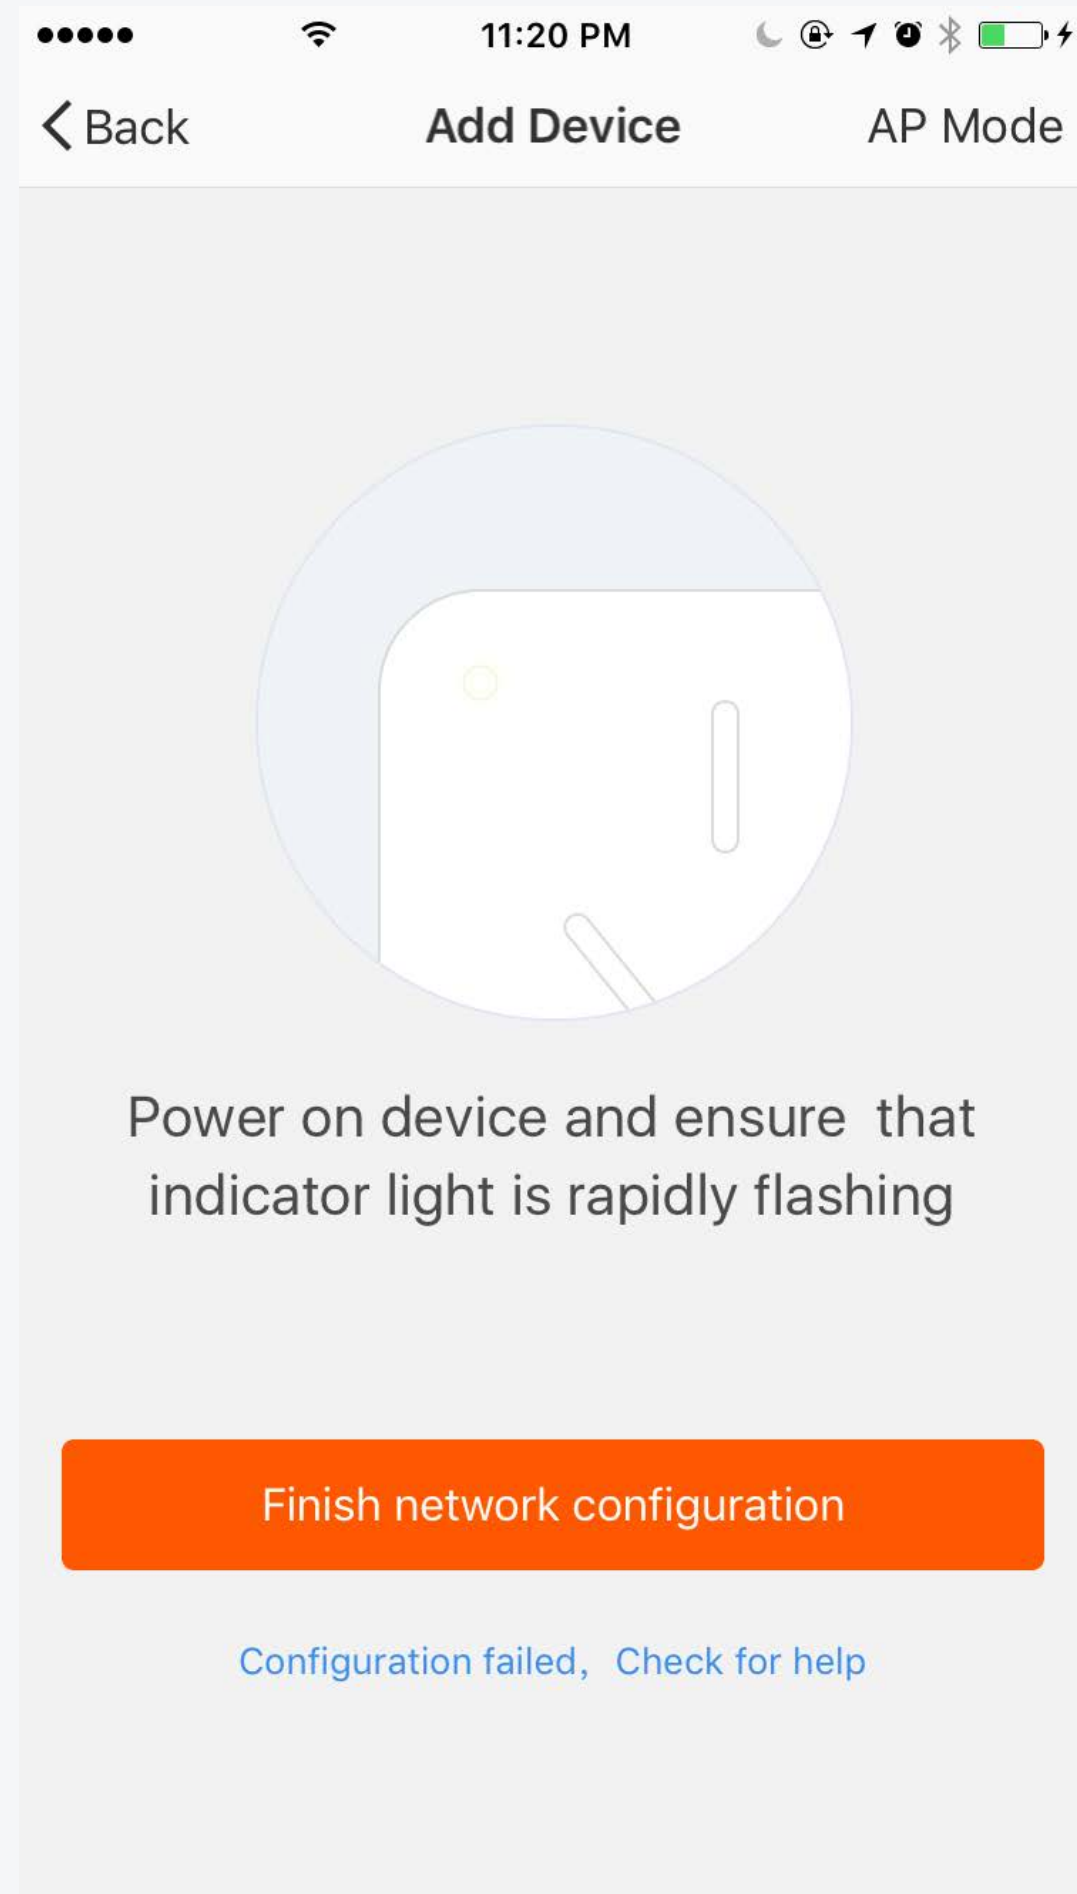 11:20 PM
Back
Add Device
AP Mode
Power on device and ensure  that
indicator light is rapidly flashing
Finish network configuration
Configuration failed,  Check for help